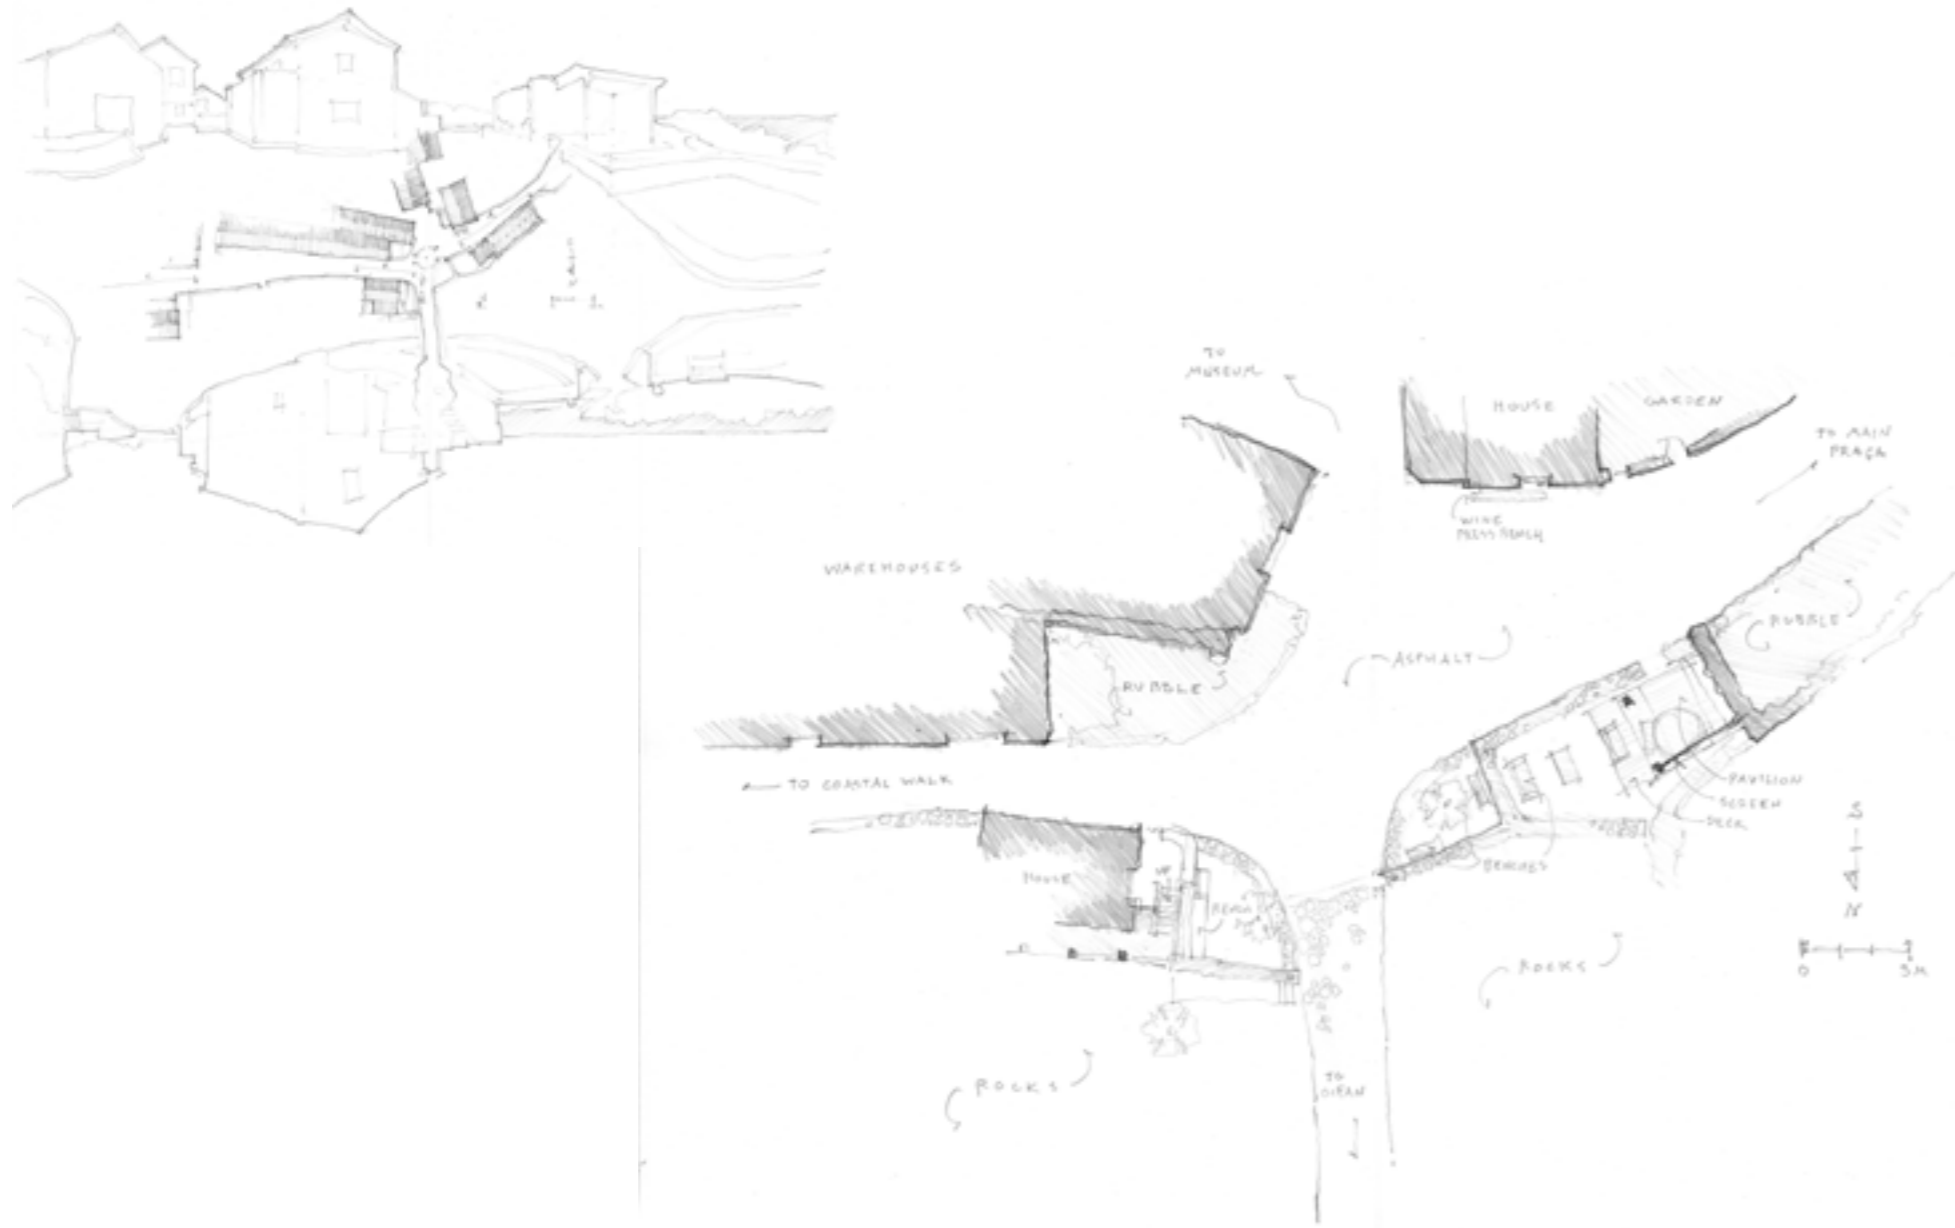 TO
MUSEUM
HOUSE
GARDEN
TO MAIN
PRAÇA
WINE
PRESS BENCH
WAREHOUSES
RUBBLE
ASPHALT
RUBBLE
← TO COASTAL WALK
PAVILION
SCREEN
DECK
BENCHES
HOUSE
BENCH
S
N
ROCKS
0
5M
ROCKS
TO
OCEAN